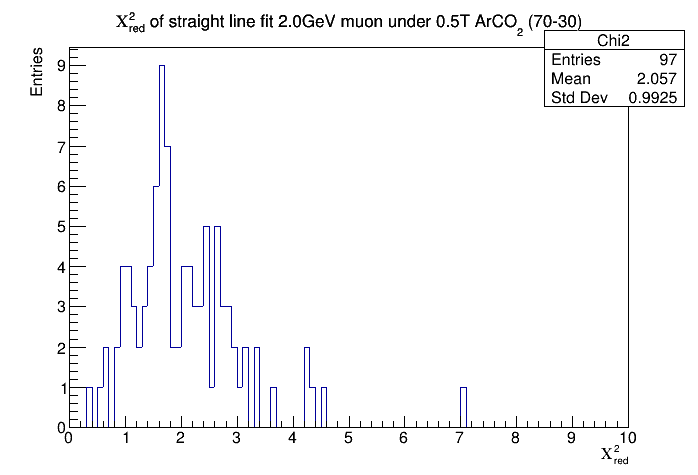 X²red of straight line fit 2.0GeV muon under 0.5T ArCO₂ (70-30)
Chi2
Entries 97
Mean 2.057
Std Dev 0.9925
Entries
9
8
7
6
5
4
3
2
1
0
0 1 2 3 4 5 6 7 8 9 10
X²red